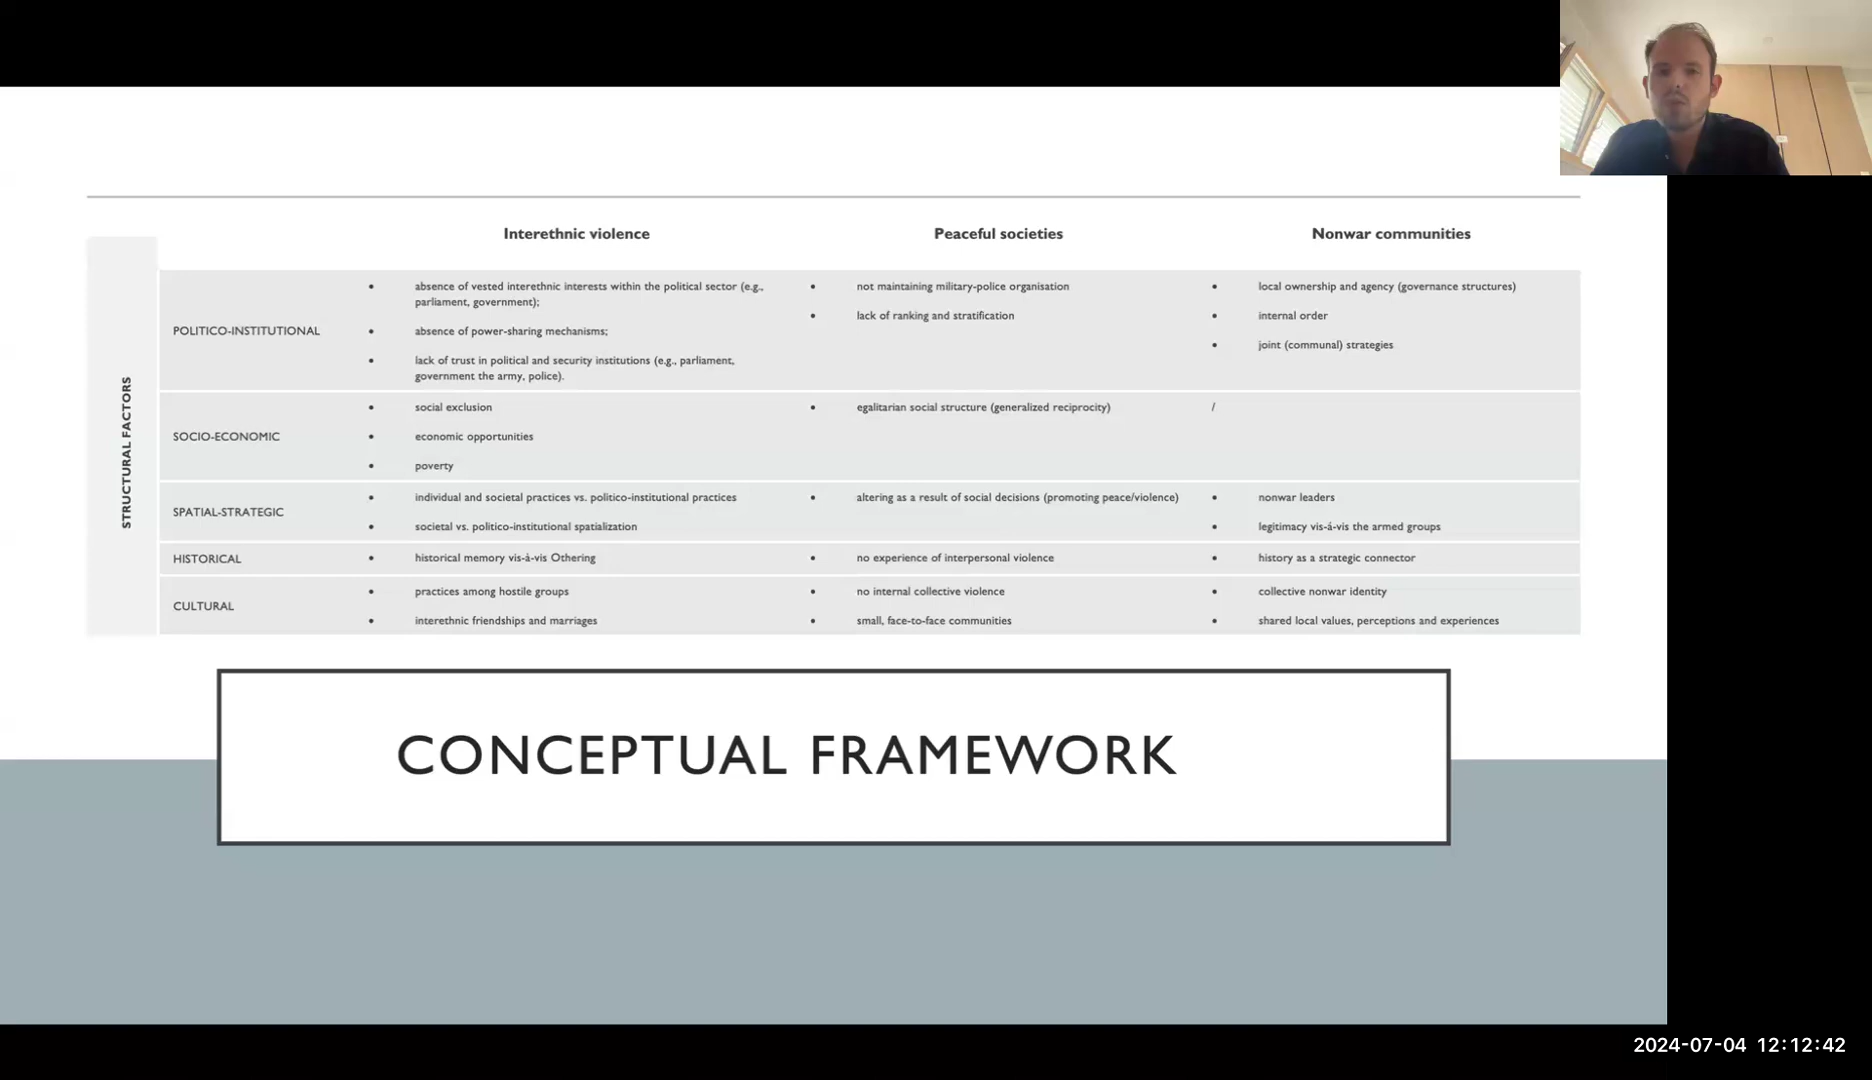 Interethnic violence
Peaceful societies
Nonwar communities
STRUCTURAL FACTORS
POLITICO-INSTITUTIONAL
• absence of vested interethnic interests within the political sector (e.g.,
parliament, government);
• absence of power-sharing mechanisms;
• lack of trust in political and security institutions (e.g., parliament,
government the army, police).
• not maintaining military-police organisation
• lack of ranking and stratification
• local ownership and agency (governance structures)
• internal order
• joint (communal) strategies
SOCIO-ECONOMIC
• social exclusion
• economic opportunities
• poverty
• egalitarian social structure (generalized reciprocity)
/
SPATIAL-STRATEGIC
• individual and societal practices vs. politico-institutional practices
• societal vs. politico-institutional spatialization
• altering as a result of social decisions (promoting peace/violence)
• nonwar leaders
• legitimacy vis-á-vis the armed groups
HISTORICAL
• historical memory vis-à-vis Othering
• no experience of interpersonal violence
• history as a strategic connector
CULTURAL
• practices among hostile groups
• interethnic friendships and marriages
• no internal collective violence
• small, face-to-face communities
• collective nonwar identity
• shared local values, perceptions and experiences
CONCEPTUAL FRAMEWORK
2024-07-04 12:12:42